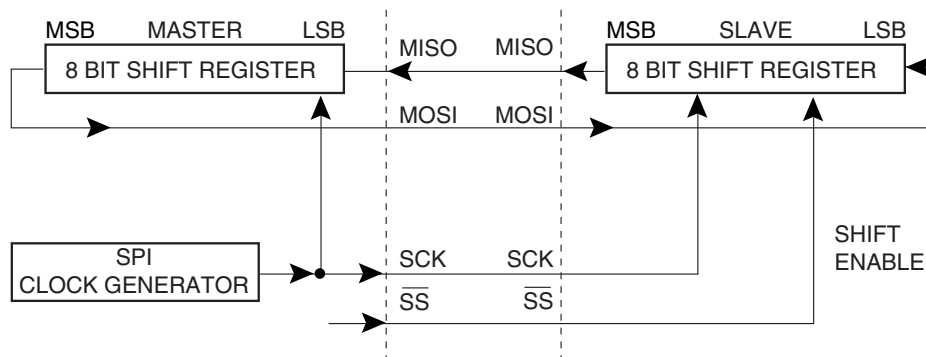 MSB MASTER LSB
MISO MISO
MSB SLAVE LSB
8 BIT SHIFT REGISTER
8 BIT SHIFT REGISTER
MOSI MOSI
SPI
CLOCK GENERATOR
SCK SCK
SS SS
SHIFT
ENABLE